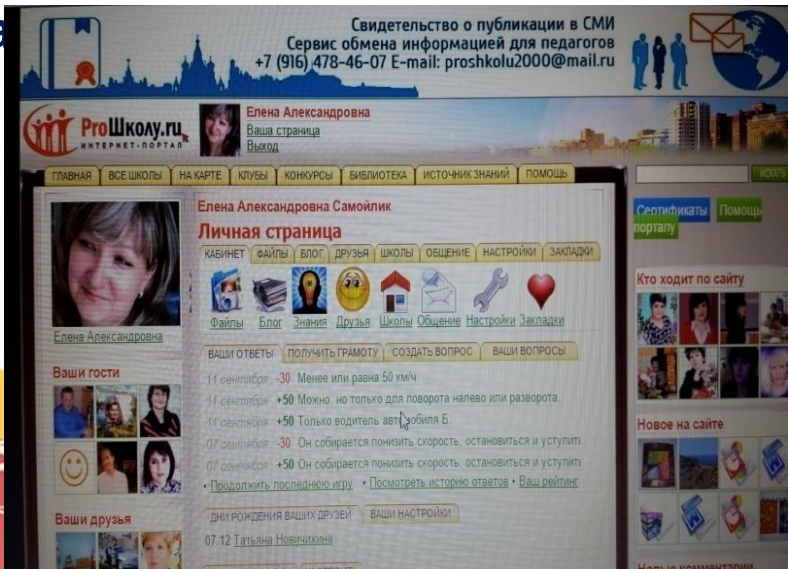 Свидетельство о публикации в СМИ
Сервис обмена информацией для педагогов
+7 (916) 478-46-07 E-mail: proshkolu2000@mail.ru
ProШколу.ru
ИНТЕРНЕТ-ПОРТАЛ
Елена Александровна
Ваша страница
Выход
ГЛАВНАЯ ВСЕ ШКОЛЫ НА КАРТЕ КЛУБЫ КОНКУРСЫ БИБЛИОТЕКА ИСТОЧНИК ЗНАНИЙ ПОМОЩЬ
ИСКАТЬ
Елена Александровна Самойлик
Личная страница
КАБИНЕТ ФАЙЛЫ БЛОГ ДРУЗЬЯ ШКОЛЫ ОБЩЕНИЕ НАСТРОЙКИ ЗАКЛАДКИ
Файлы Блог Знания Друзья Школы Общение Настройки Закладки
Елена Александровна
ВАШИ ОТВЕТЫ ПОЛУЧИТЬ ГРАМОТУ СОЗДАТЬ ВОПРОС ВАШИ ВОПРОСЫ
11 сентября -30 Менее или равна 50 км/ч
11 сентября +50 Можно, но только для поворота налево или разворота.
11 сентября +50 Только водитель автомобиля Б.
07 сентября -30 Он собирается понизить скорость, остановиться и уступить
07 сентября +50 Он собирается понизить скорость, остановиться и уступить
• Продолжить последнюю игру • Посмотреть историю ответов • Ваш рейтинг
ДНИ РОЖДЕНИЯ ВАШИХ ДРУЗЕЙ ВАШИ НАСТРОЙКИ
07.12 Татьяна Новичихина
Ваши гости
Ваши друзья
Сертификаты Помощь
порталу
Кто ходит по сайту
Новое на сайте
Новые комментарии